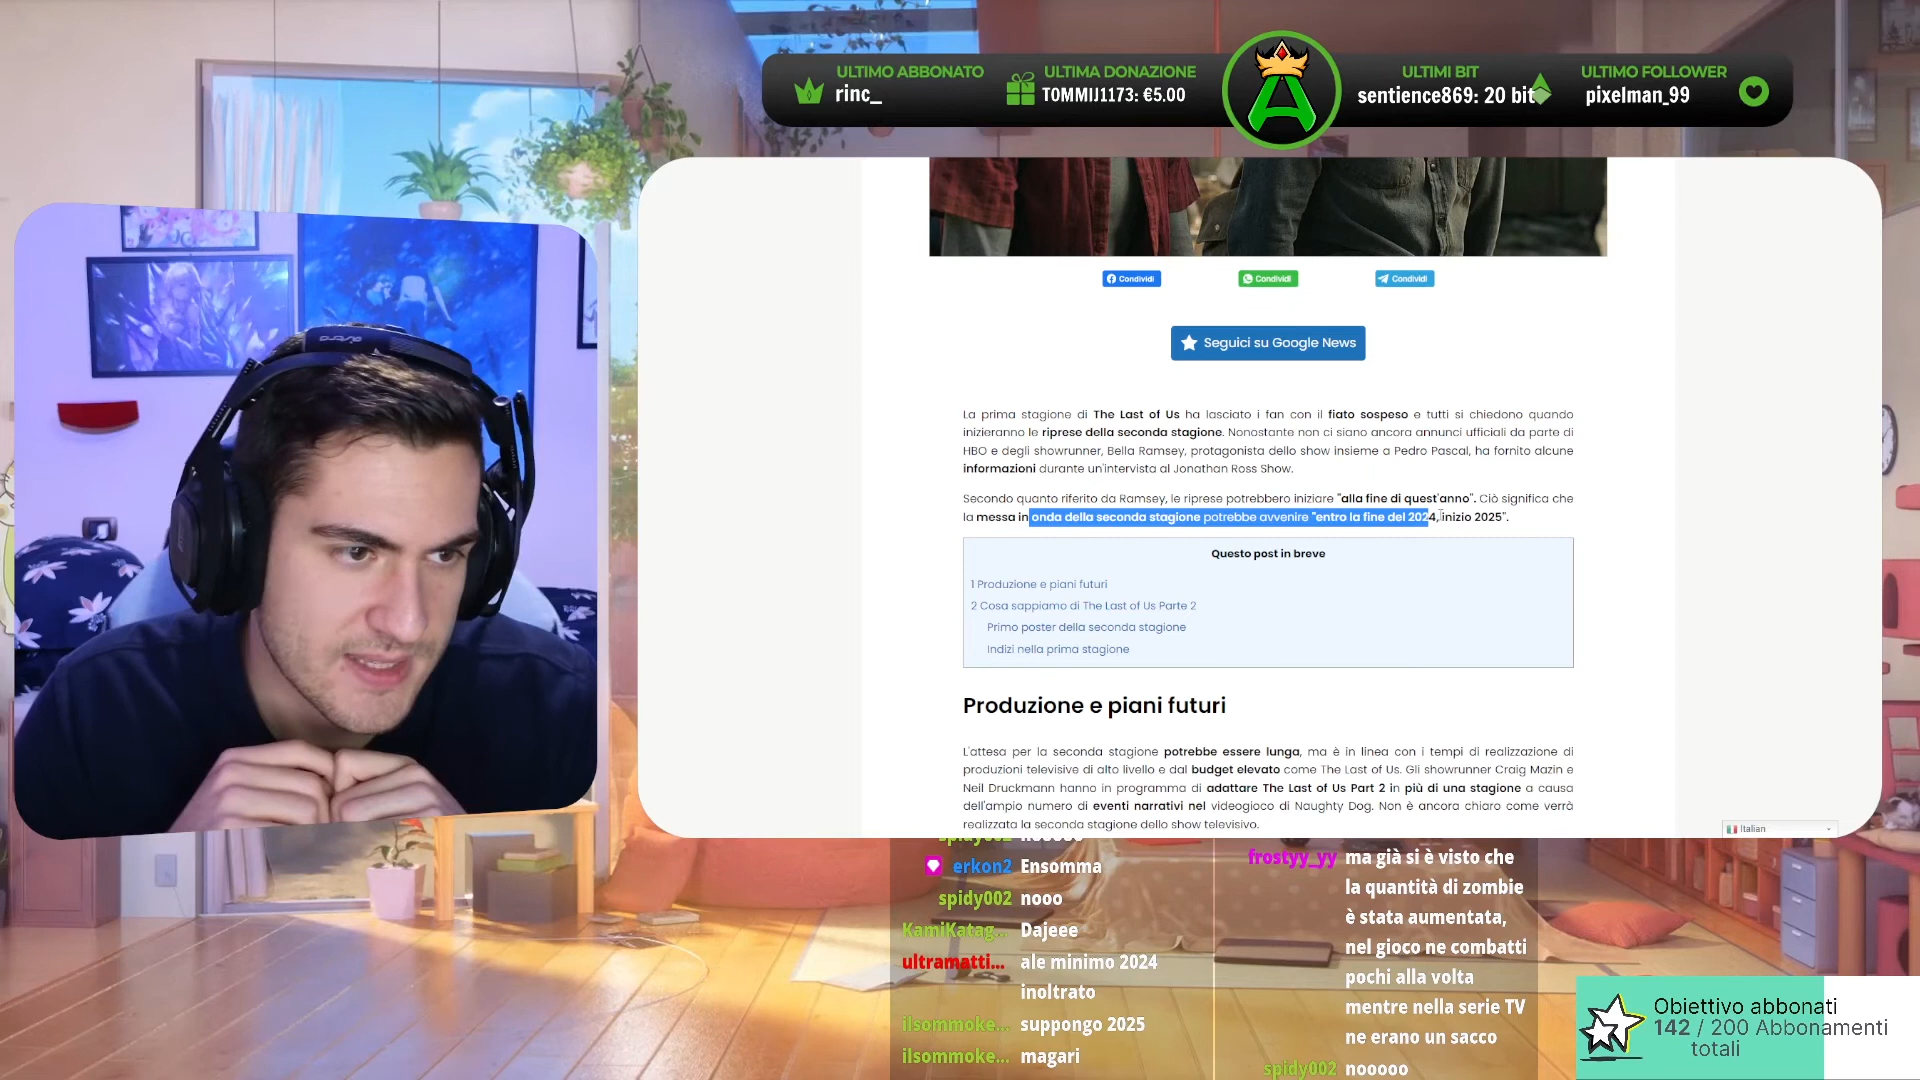 ULTIMO ABBONATO
rinc_
ULTIMA DONAZIONE
TOMMIJ1173: €5.00
A
ULTIMI BIT
sentience869: 20 bit
ULTIMO FOLLOWER
pixelman_99
Condividi
Condividi
Condividi
Seguici su Google News
La prima stagione di The Last of Us ha lasciato i fan con il fiato sospeso e tutti si chiedono quando
inizieranno le riprese della seconda stagione. Nonostante non ci siano ancora annunci ufficiali da parte di
HBO e degli showrunner, Bella Ramsey, protagonista dello show insieme a Pedro Pascal, ha fornito alcune
informazioni durante un'intervista al Jonathan Ross Show.
Secondo quanto riferito da Ramsey, le riprese potrebbero iniziare "alla fine di quest'anno". Ciò significa che
la messa in onda della seconda stagione potrebbe avvenire "entro la fine del 2024, inizio 2025".
Questo post in breve
1 Produzione e piani futuri
2 Cosa sappiamo di The Last of Us Parte 2
Primo poster della seconda stagione
Indizi nella prima stagione
Produzione e piani futuri
L'attesa per la seconda stagione potrebbe essere lunga, ma è in linea con i tempi di realizzazione di
produzioni televisive di alto livello e dal budget elevato come The Last of Us. Gli showrunner Craig Mazin e
Neil Druckmann hanno in programma di adattare The Last of Us Part 2 in più di una stagione a causa
dell'ampio numero di eventi narrativi nel videogioco di Naughty Dog. Non è ancora chiaro come verrà
realizzata la seconda stagione dello show televisivo.
Italian
spidy002
erkon2 Ensomma
spidy002 nooo
KamiKatag... Dajeee
ultramatti... ale minimo 2024
inoltrato
ilsommoke... suppongo 2025
ilsommoke... magari
frostyy_yy ma già si è visto che
la quantità di zombie
è stata aumentata,
nel gioco ne combatti
pochi alla volta
mentre nella serie TV
ne erano un sacco
spidy002 nooooo
Obiettivo abbonati
142 / 200 Abbonamenti
totali